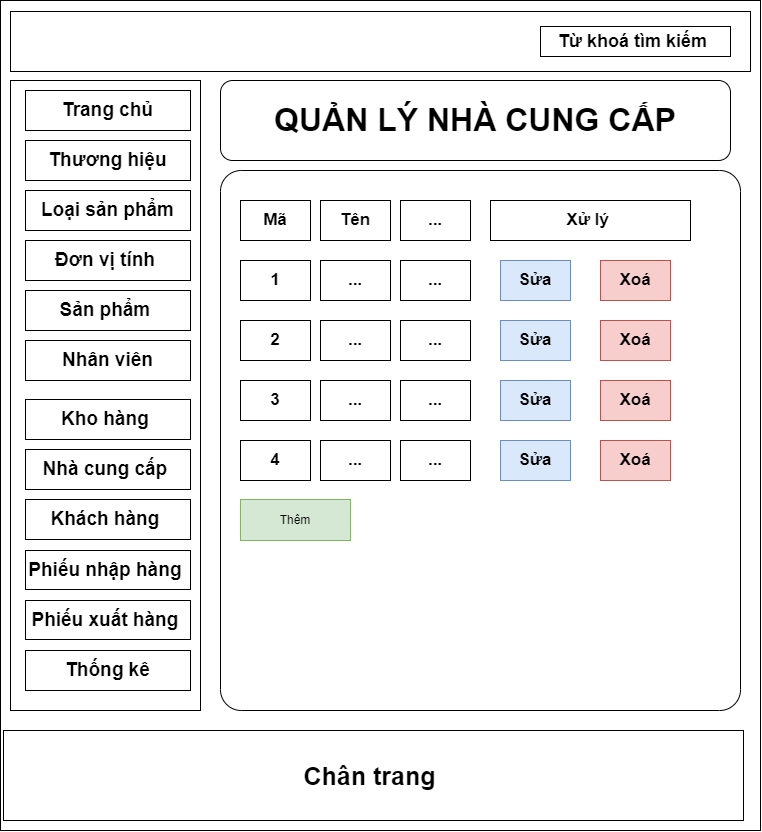 Từ khoá tìm kiếm
Trang chủ
Thương hiệu
Loại sản phẩm
Đơn vị tính
Sản phẩm
Nhân viên
Kho hàng
Nhà cung cấp
Khách hàng
Phiếu nhập hàng
Phiếu xuất hàng
Thống kê
QUẢN LÝ NHÀ CUNG CẤP
Mã Tên ... Xử lý
1 ... ... Sửa Xoá
2 ... ... Sửa Xoá
3 ... ... Sửa Xoá
4 ... ... Sửa Xoá
Thêm
Chân trang